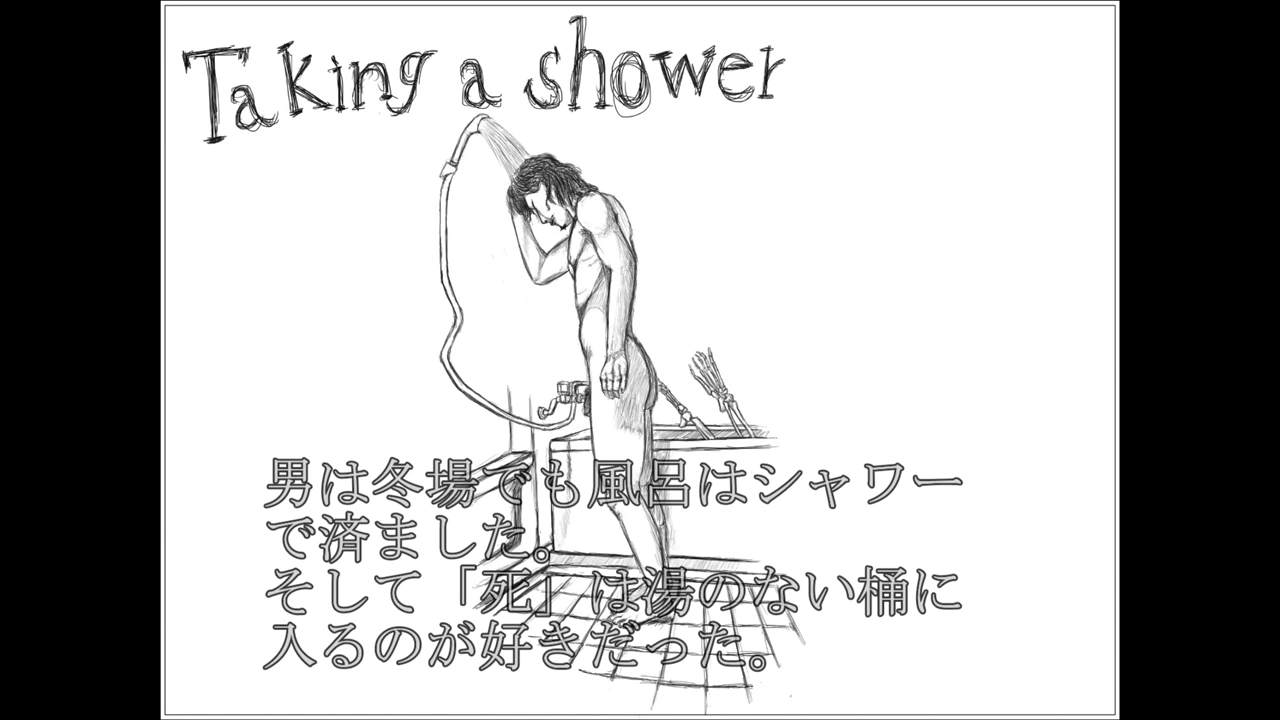 Taking a shower
男は冬場でも風呂はシャワー
で済ました。
そして「死」は湯のない桶に
入るのが好きだった。